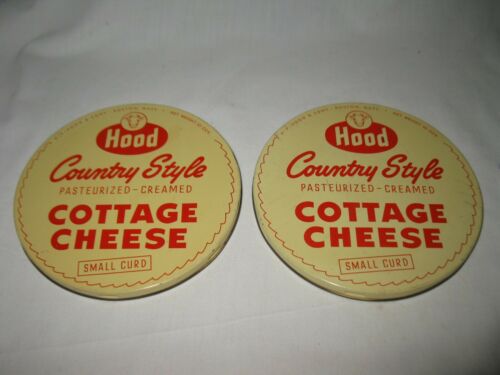 Hood
Country Style
PASTEURIZED-CREAMED
COTTAGE
CHEESE
SMALL CURD
Hood
Country Style
PASTEURIZED-CREAMED
COTTAGE
CHEESE
SMALL CURD